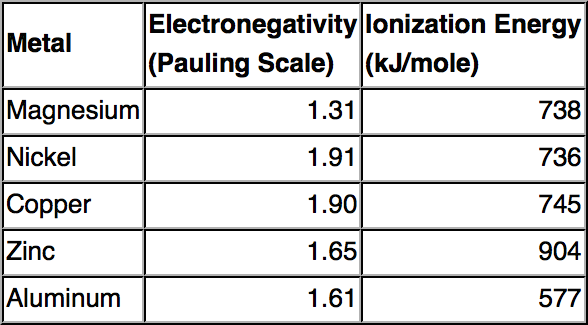 Metal Electronegativity (Pauling Scale) Ionization Energy (kJ/mole)
Magnesium 1.31 738
Nickel 1.91 736
Copper 1.90 745
Zinc 1.65 904
Aluminum 1.61 577